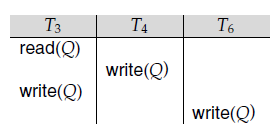 T3 T4 T6
read(Q)
write(Q)
write(Q)
write(Q)